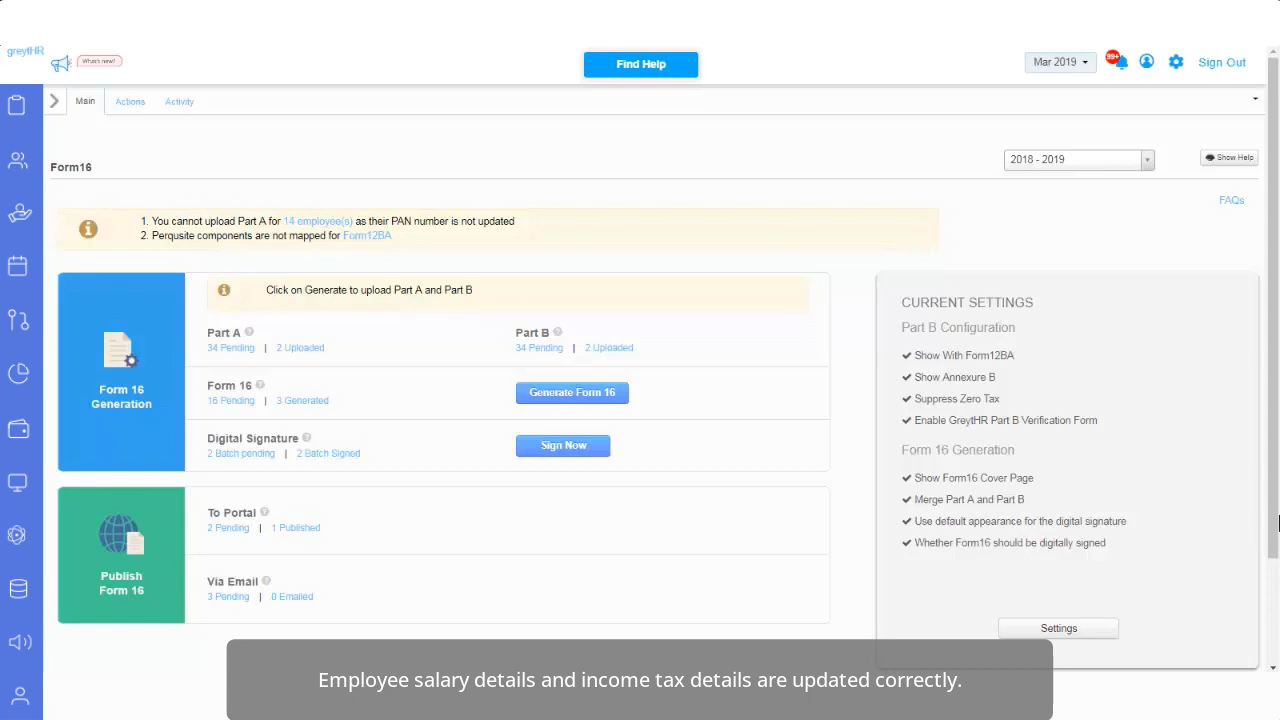 greytHR
What's new!
Find Help
Mar 2019
99+
Sign Out
Main
Actions
Activity
Form16
2018 - 2019
Show Help
FAQs
1. You cannot upload Part A for 14 employee(s) as their PAN number is not updated
2. Perqusite components are not mapped for Form12BA
Form 16
Generation
Click on Generate to upload Part A and Part B
Part A
34 Pending | 2 Uploaded
Part B
34 Pending | 2 Uploaded
Form 16
16 Pending | 3 Generated
Generate Form 16
Digital Signature
2 Batch pending | 2 Batch Signed
Sign Now
Publish
Form 16
To Portal
2 Pending | 1 Published
Via Email
3 Pending | 0 Emailed
CURRENT SETTINGS
Part B Configuration
Show With Form12BA
Show Annexure B
Suppress Zero Tax
Enable GreytHR Part B Verification Form
Form 16 Generation
Show Form16 Cover Page
Merge Part A and Part B
Use default appearance for the digital signature
Whether Form16 should be digitally signed
Settings
Employee salary details and income tax details are updated correctly.